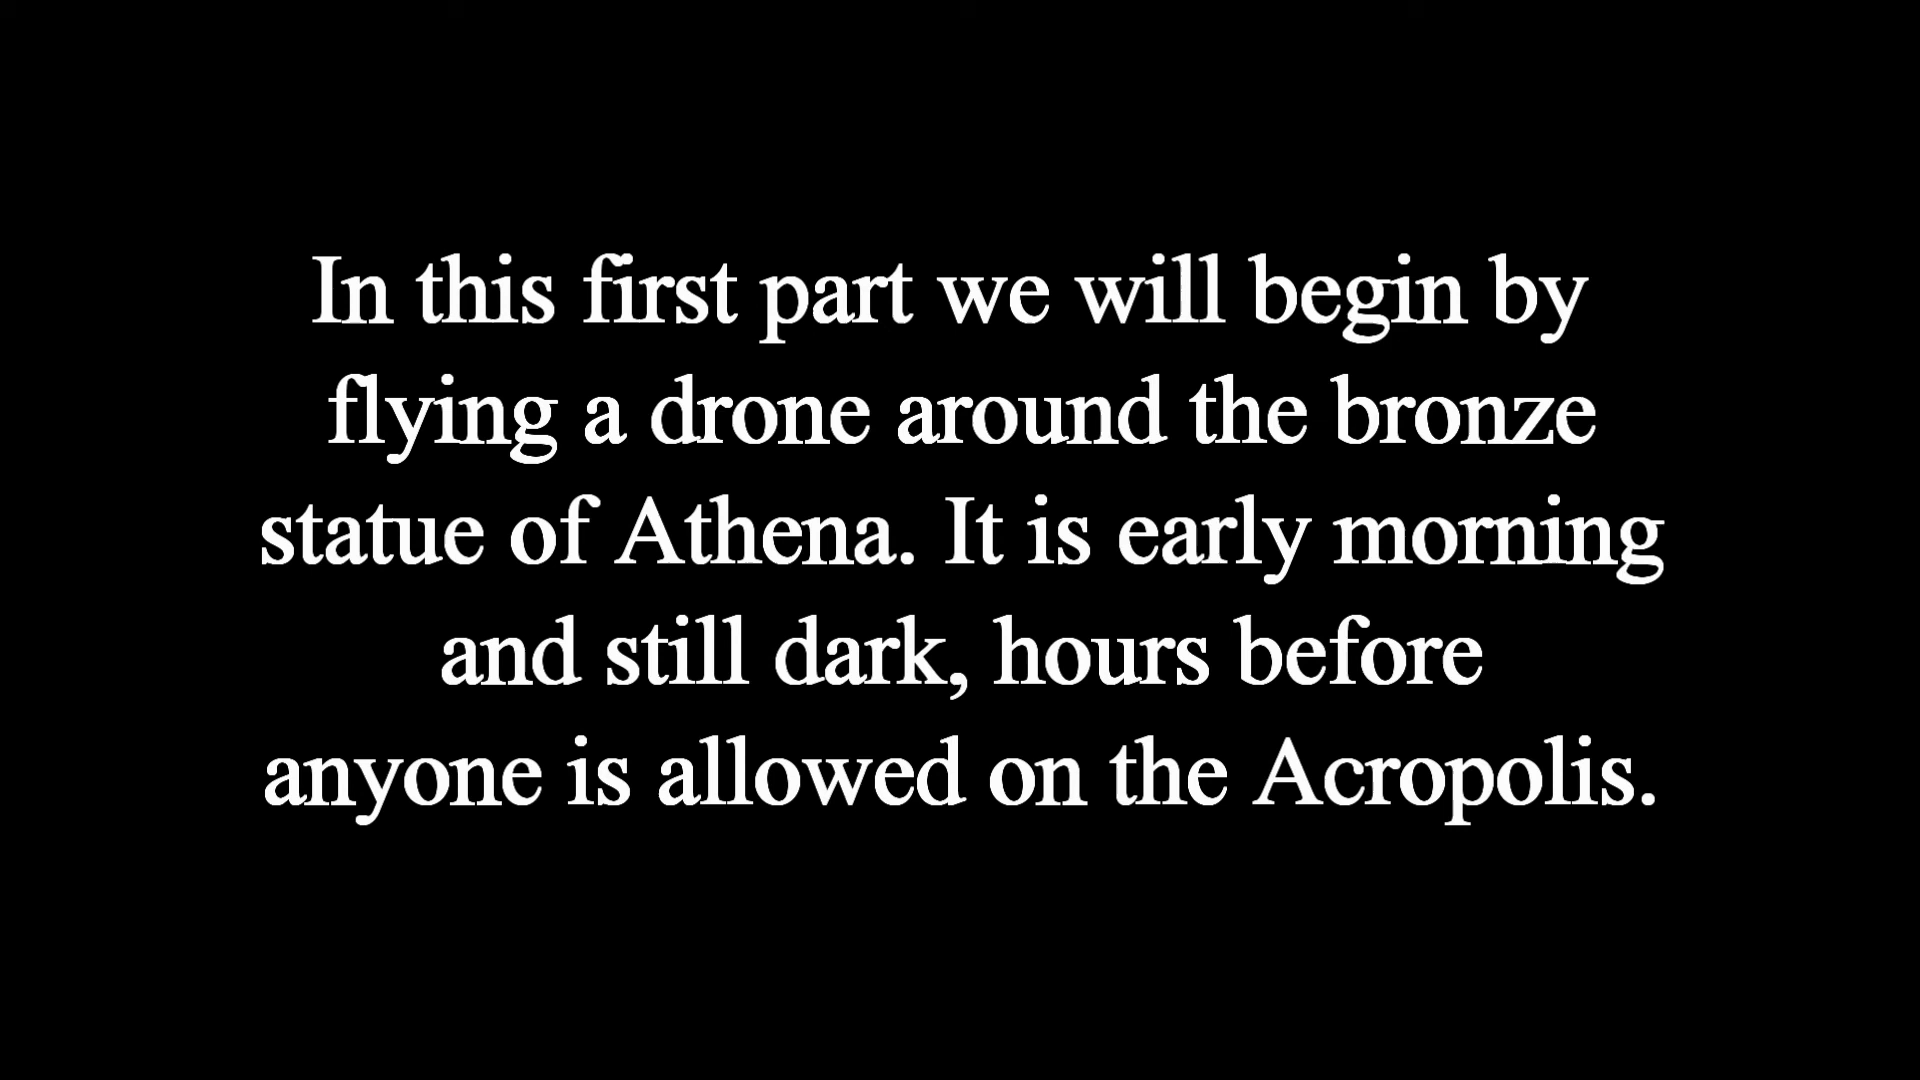 In this first part we will begin by
flying a drone around the bronze
statue of Athena. It is early morning
and still dark, hours before
anyone is allowed on the Acropolis.